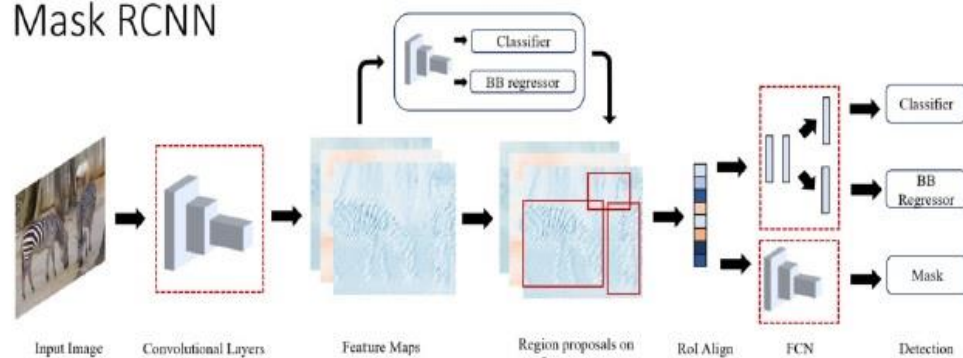 Mask RCNN
Classifier
BB regressor
Classifier
BB
Regressor
Mask
Input Image
Convolutional Layers
Feature Maps
Region proposals on
RoI Align
FCN
Detection